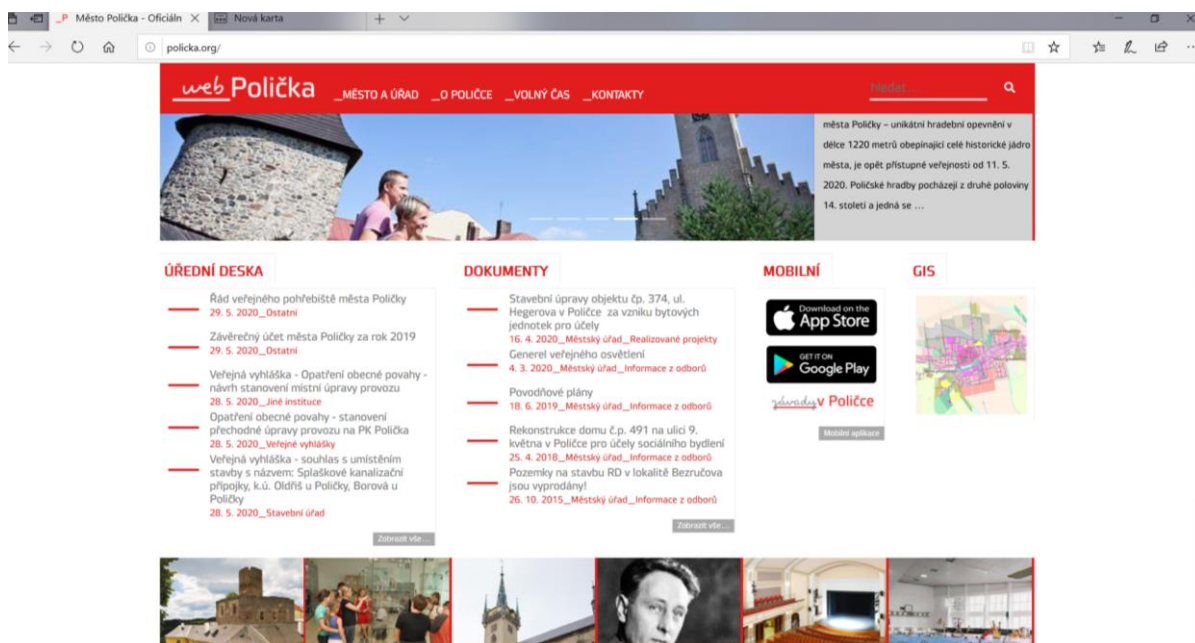 _P Město Polička - Oficiáln
Nová karta
policka.org/
web Polička
_MĚSTO A ÚŘAD _O POLIČCE _VOLNÝ ČAS _KONTAKTY
hledat ...
města Poličky – unikátní hradební opevnění v
délce 1220 metrů obepínající celé historické jádro
města, je opět přístupné veřejnosti od 11. 5.
2020. Poličské hradby pocházejí z druhé poloviny
14. století a jedná se ...
ÚŘEDNÍ DESKA
Řád veřejného pohřebiště města Poličky
29. 5. 2020_Ostatní
Závěrečný účet města Poličky za rok 2019
29. 5. 2020_Ostatní
Veřejná vyhláška - Opatření obecné povahy -
návrh stanovení místní úpravy provozu
28. 5. 2020_Jiné instituce
Opatření obecné povahy - stanovení
přechodné úpravy provozu na PK Polička
28. 5. 2020_Veřejné vyhlášky
Veřejná vyhláška - souhlas s umístěním
stavby s názvem: Splaškové kanalizační
přípojky, k.ú. Oldřiš u Poličky, Borová u
Poličky
28. 5. 2020_Stavební úřad
Zobrazit vše...
DOKUMENTY
Stavební úpravy objektu čp. 374, ul.
Hegerova v Poličce za vzniku bytových
jednotek pro účely
16. 4. 2020_Městský úřad_Realizované projekty
Generel veřejného osvětlení
4. 3. 2020_Městský úřad_Informace z odborů
Povodňové plány
18. 6. 2019_Městský úřad_Informace z odborů
Rekonstrukce domu č.p. 491 na ulici 9.
května v Poličce pro účely sociálního bydlení
25. 4. 2018_Městský úřad_Informace z odborů
Pozemky na stavbu RD v lokalitě Bezručova
jsou vyprodány!
26. 10. 2015_Městský úřad_Informace z odborů
Zobrazit vše...
MOBILNÍ
Download on the
App Store
GET IT ON
Google Play
závady v Poličce
Mobilní aplikace
GIS